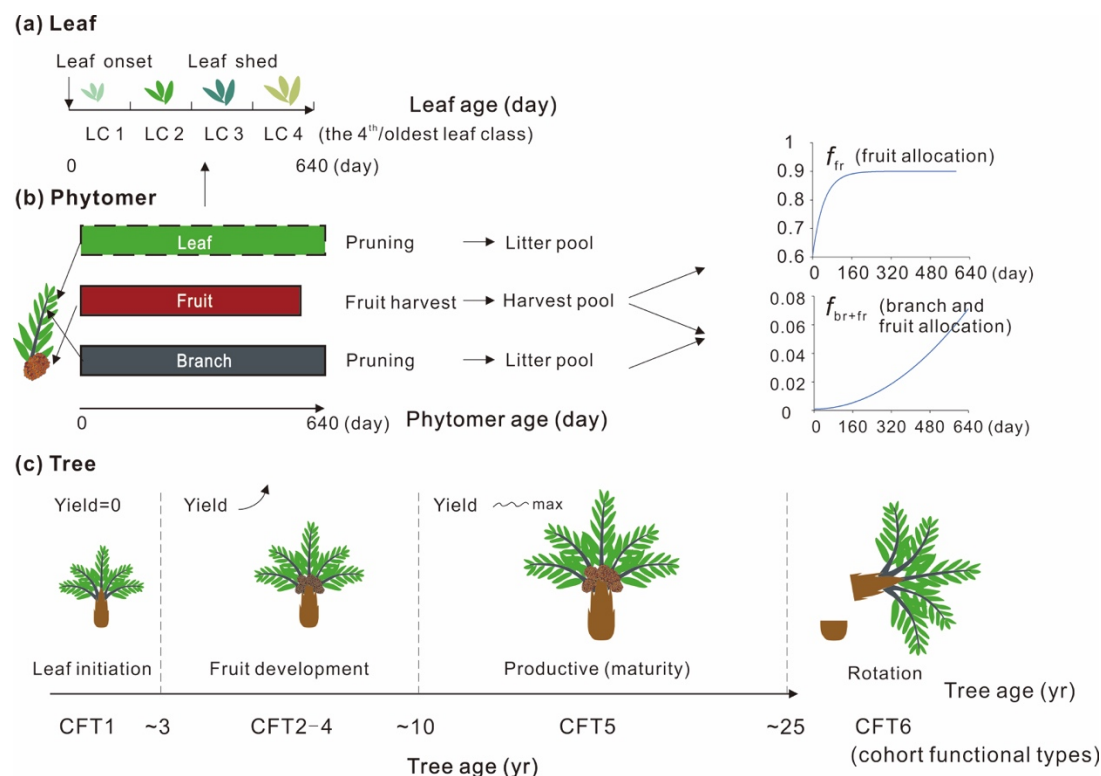 (a) Leaf
Leaf onset
Leaf shed
Leaf age (day)
LC 1
LC 2
LC 3
LC 4
(the 4th/oldest leaf class)
0
640 (day)
(b) Phytomer
Leaf
Pruning
Litter pool
Fruit
Fruit harvest
Harvest pool
Branch
Pruning
Litter pool
0
640 (day)
Phytomer age (day)
1
0.9
0.8
0.7
0.6
ffr (fruit allocation)
0
160
320
480
640 (day)
0.08
0.06
0.04
0.02
0
fbr+fr (branch and
fruit allocation)
0
160
320
480
640 (day)
(c) Tree
Yield=0
Yield
Yield
max
Leaf initiation
Fruit development
Productive (maturity)
Rotation
Tree age (yr)
CFT1
~3
CFT2-4
~10
CFT5
~25
CFT6
(cohort functional types)
Tree age (yr)